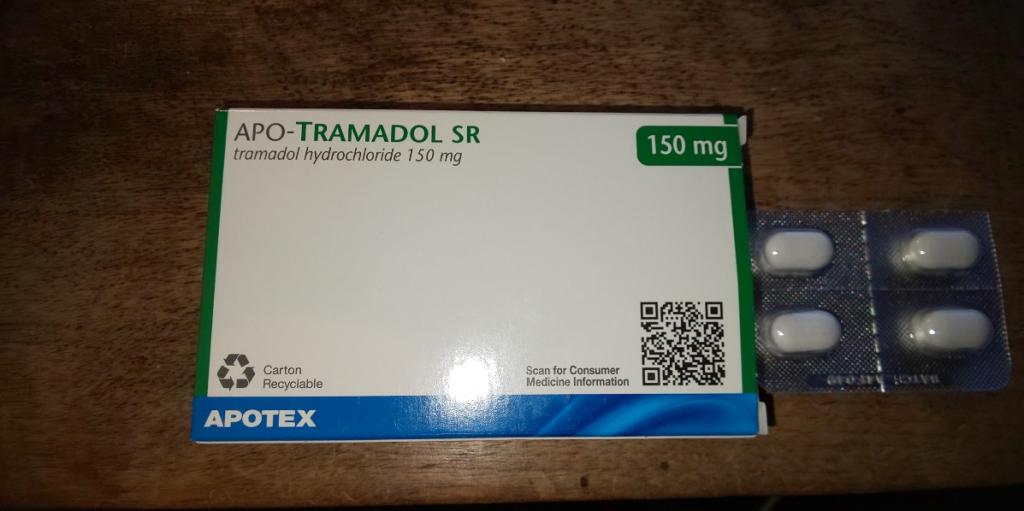 APO-TRAMADOL SR
tramadol hydrochloride 150 mg
150 mg
Carton
Recyclable
Scan for Consumer
Medicine Information
APOTEX